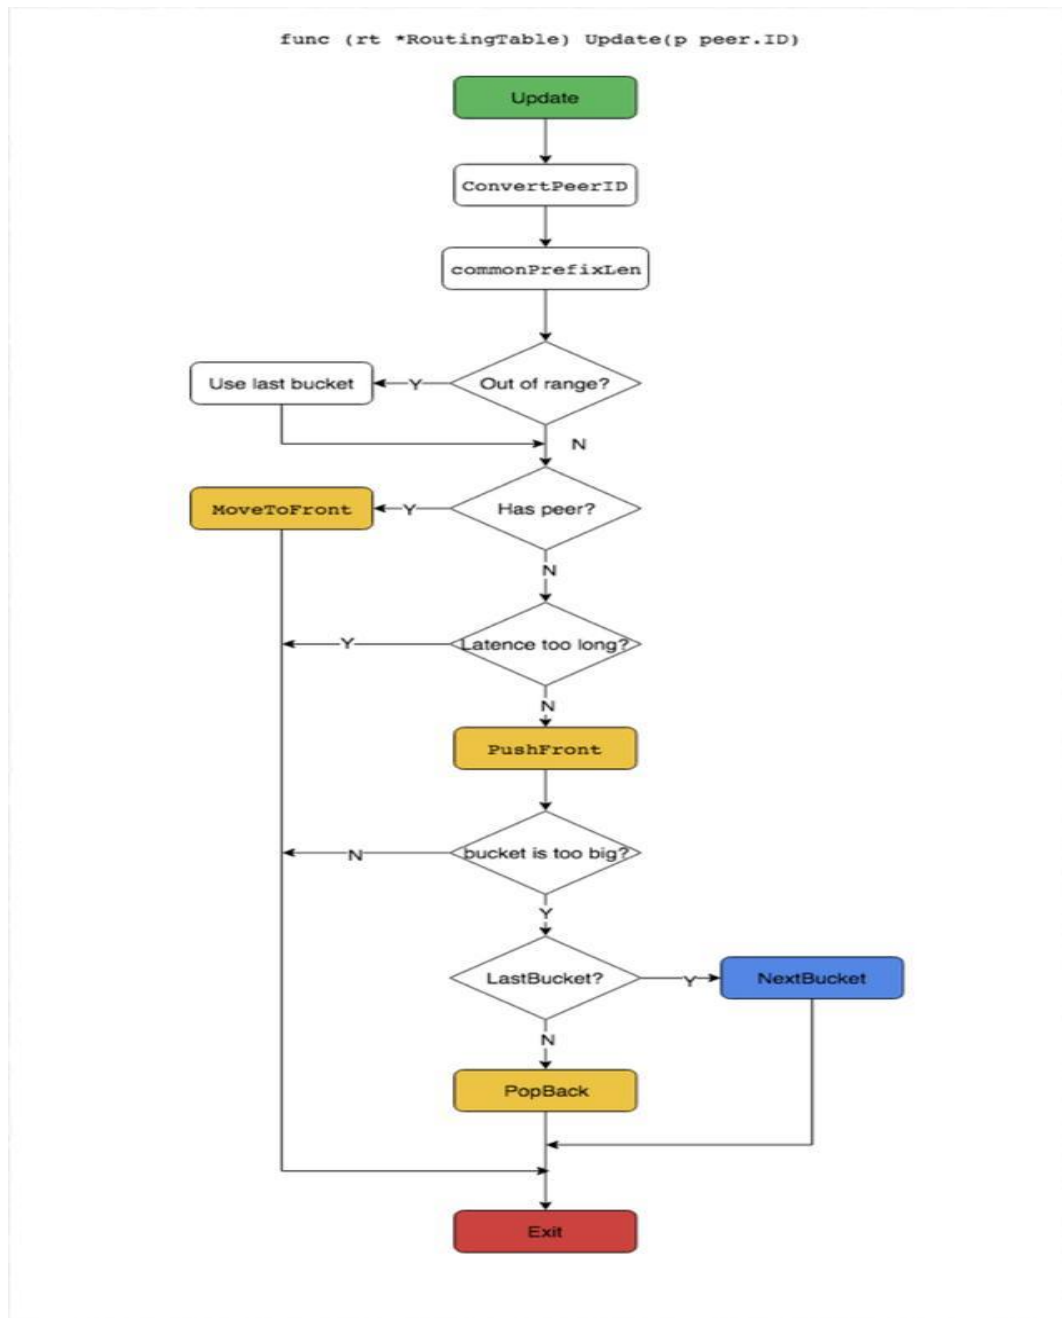 func (rt *RoutingTable) Update(p peer.ID)
Update
ConvertPeerID
commonPrefixLen
Use last bucket
Y
Out of range?
N
MoveToFront
Y
Has peer?
N
Y
Latence too long?
N
PushFront
N
bucket is too big?
Y
LastBucket?
Y
NextBucket
N
PopBack
Exit